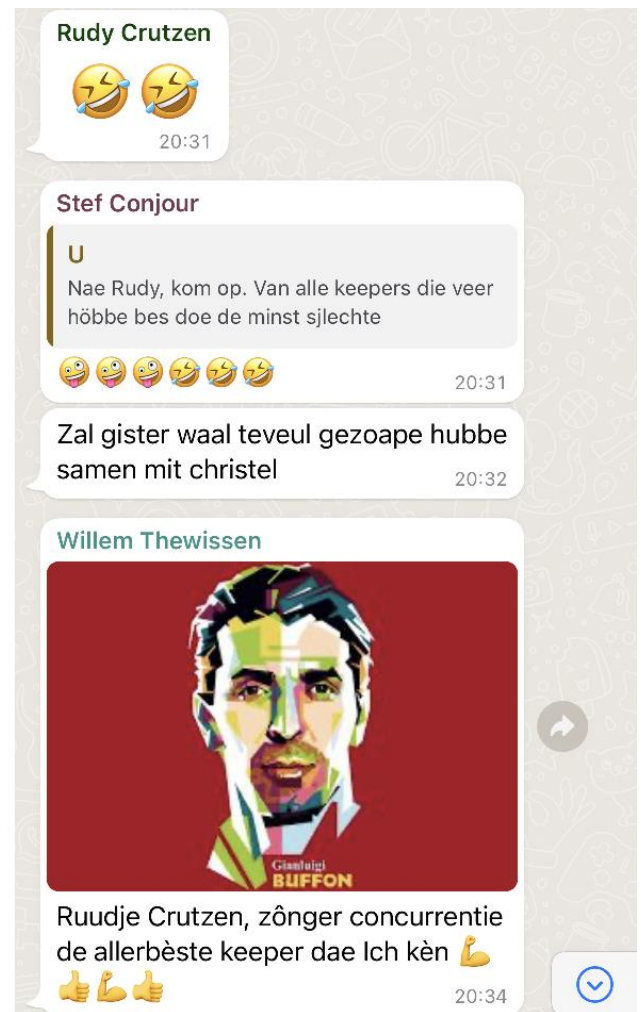 Rudy Crutzen
🤣🤣
20:31
Stef Conjour
U
Nae Rudy, kom op. Van alle keepers die veer
höbbe bes doe de minst sjlechte
🤪🤪🤪🤣🤣🤣
20:31
Zal gister waal teveul gezoape hubbe
samen mit christel
20:32
Willem Thewissen
Gianluigi
BUFFON
Ruudje Crutzen, zônger concurrentie
de allerbèste keeper dae Ich kèn 💪
👍💪👍
20:34